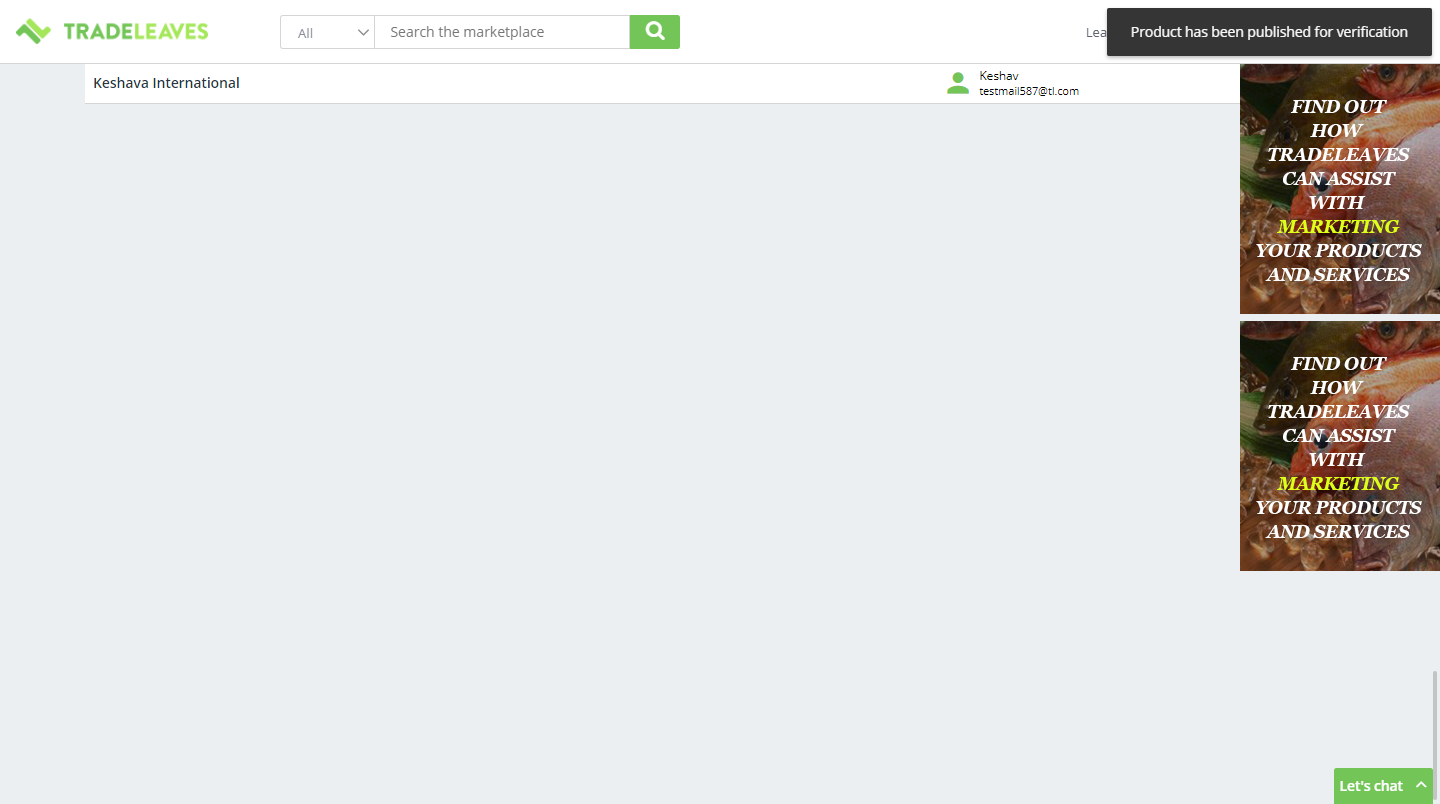 TRADELEAVES
All
Search the marketplace
Lea
Product has been published for verification
Keshava International
Keshav
testmail587@tl.com
FIND OUT
HOW
TRADELEAVES
CAN ASSIST
WITH
MARKETING
YOUR PRODUCTS
AND SERVICES
FIND OUT
HOW
TRADELEAVES
CAN ASSIST
WITH
MARKETING
YOUR PRODUCTS
AND SERVICES
Let's chat